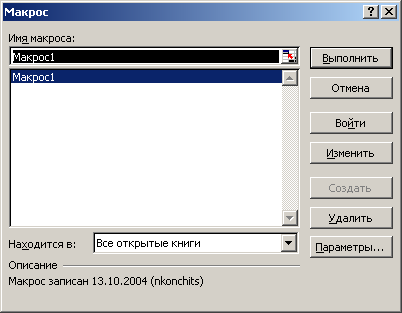 Макрос
Имя макроса:
Макрос1
Макрос1
Выполнить
Отмена
Войти
Изменить
Создать
Удалить
Параметры...
Находится в: Все открытые книги
Описание
Макрос записан 13.10.2004 (nkonchits)